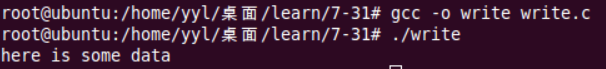 root@ubuntu:/home/yyl/桌面/learn/7-31# gcc -o write write.c
root@ubuntu:/home/yyl/桌面/learn/7-31# ./write
here is some data